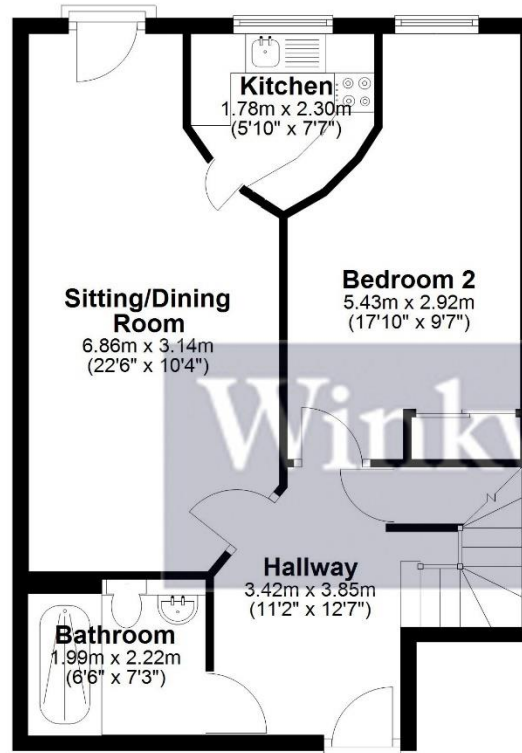 Kitchen
1.78m x 2.30m
(5'10" x 7'7")
Sitting/Dining
Room
6.86m x 3.14m
(22'6" x 10'4")
Bedroom 2
5.43m x 2.92m
(17'10" x 9'7")
Hallway
3.42m x 3.85m
(11'2" x 12'7")
Bathroom
1.99m x 2.22m
(6'6" x 7'3")